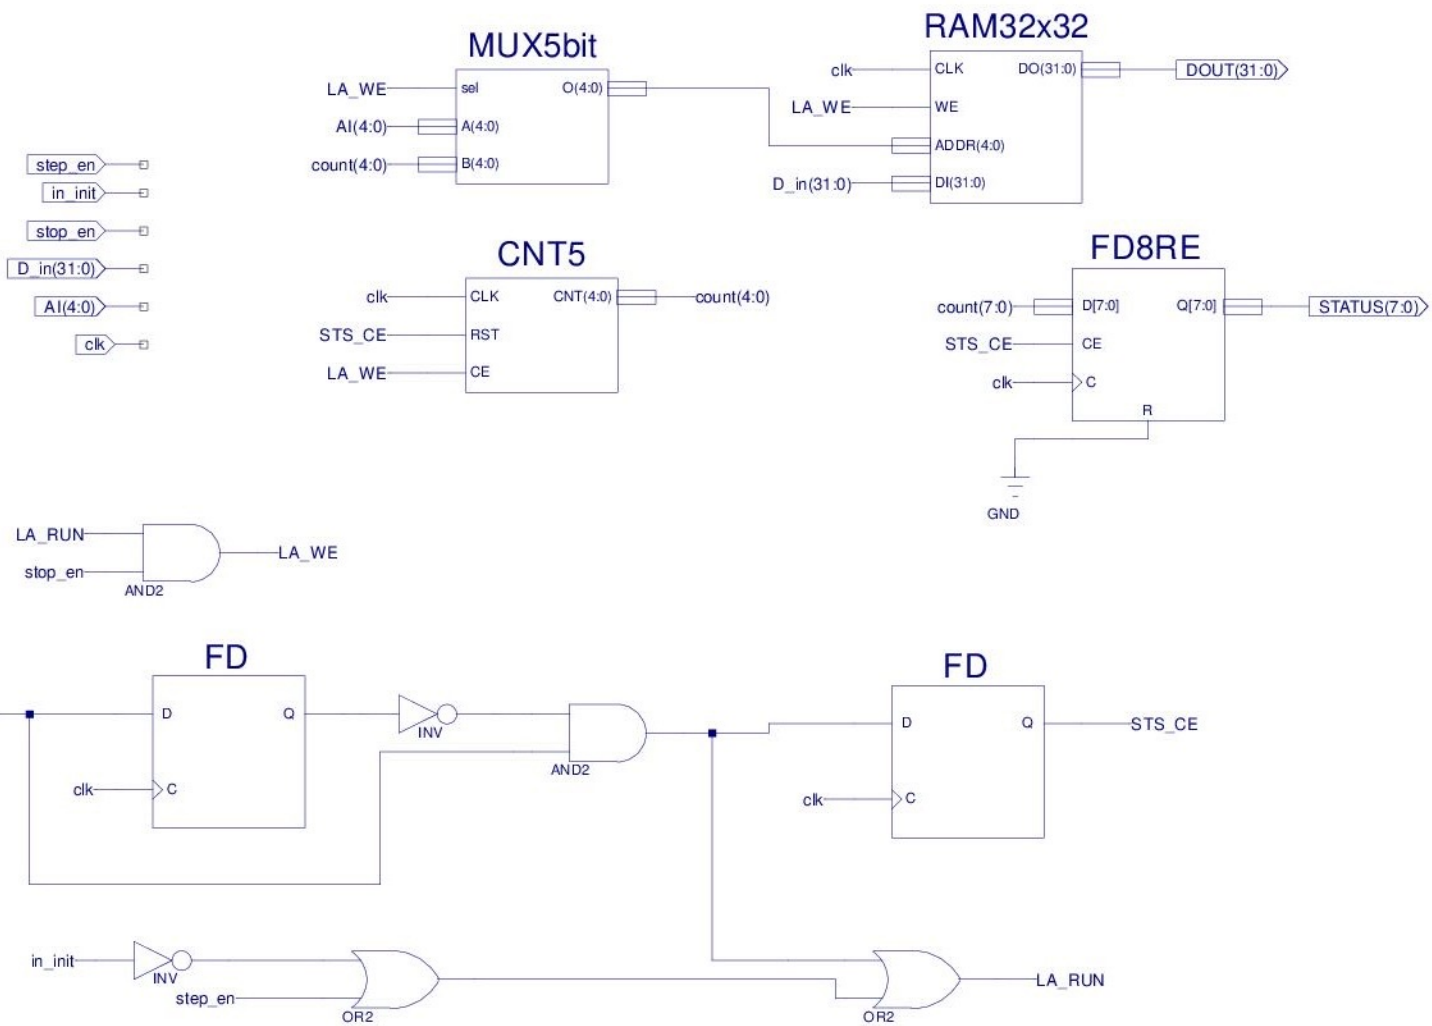 MUX5bit
LA_WE
sel
O(4:0)
AI(4:0)
A(4:0)
count(4:0)
B(4:0)
RAM32x32
clk
CLK
DO(31:0)
DOUT(31:0)
LA_WE
WE
ADDR(4:0)
D_in(31:0)
DI(31:0)
step_en
in_init
stop_en
D_in(31:0)
AI(4:0)
clk
CNT5
clk
CLK
CNT(4:0)
count(4:0)
STS_CE
RST
LA_WE
CE
FD8RE
count(7:0)
D[7:0]
Q[7:0]
STATUS(7:0)
STS_CE
CE
clk
C
R
GND
LA_RUN
stop_en
LA_WE
AND2
FD
D
Q
clk
C
INV
AND2
FD
D
Q
STS_CE
clk
C
in_init
INV
step_en
OR2
LA_RUN
OR2